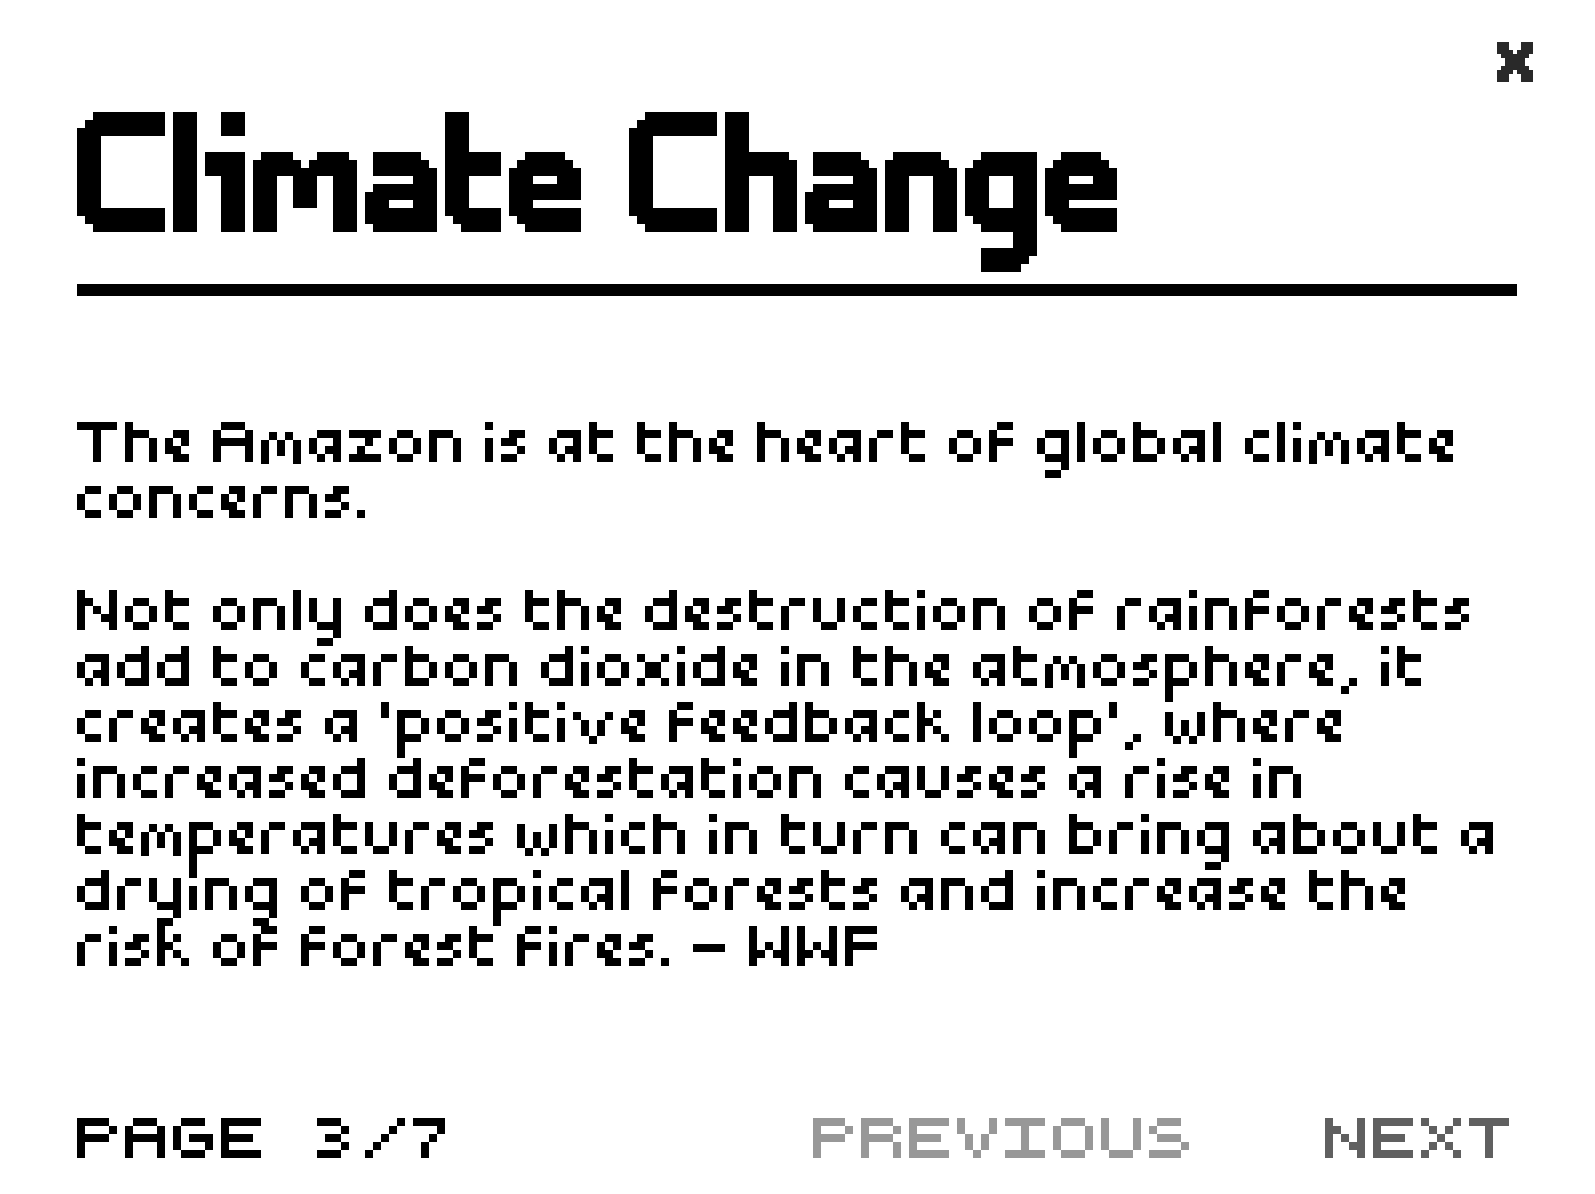 x
Climate Change
The Amazon is at the heart of global climate
concerns.
Not only does the destruction of rainforests
add to carbon dioxide in the atmosphere, it
creates a 'positive feedback loop', where
increased deforestation causes a rise in
temperatures which in turn can bring about a
drying of tropical forests and increase the
risk of forest fires. – WWF
PAGE 3/7 PREVIOUS NEXT